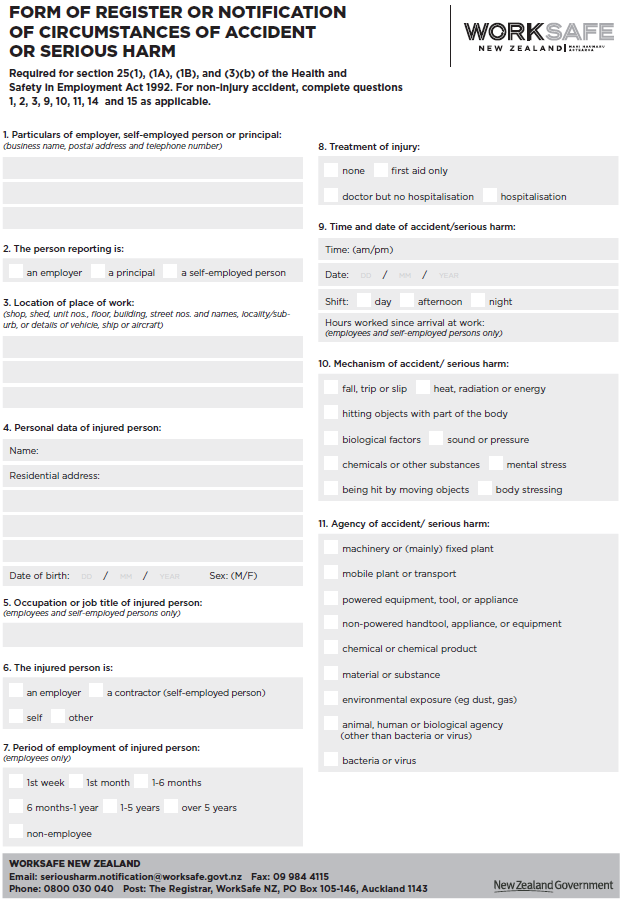 FORM OF REGISTER OR NOTIFICATION
OF CIRCUMSTANCES OF ACCIDENT
OR SERIOUS HARM
Required for section 25(1), (1A), (1B), and (3)(b) of the Health and
Safety in Employment Act 1992. For non-injury accident, complete questions
1, 2, 3, 9, 10, 11, 14 and 15 as applicable.
WORKSAFE
NEW ZEALAND
1. Particulars of employer, self-employed person or principal:
(business name, postal address and telephone number)
2. The person reporting is:
an employer a principal a self-employed person
3. Location of place of work:
(shop, shed, unit nos., floor, building, street nos. and names, locality/sub-
urb, or details of vehicle, ship or aircraft)
4. Personal data of injured person:
Name:
Residential address:
Date of birth: DD / MM / YEAR Sex: (M/F)
5. Occupation or job title of injured person:
(employees and self-employed persons only)
6. The injured person is:
an employer a contractor (self-employed person)
self other
7. Period of employment of injured person:
(employees only)
1st week 1st month 1-6 months
6 months-1 year 1-5 years over 5 years
non-employee
8. Treatment of injury:
none first aid only
doctor but no hospitalisation hospitalisation
9. Time and date of accident/serious harm:
Time: (am/pm)
Date: DD / MM / YEAR
Shift: day afternoon night
Hours worked since arrival at work:
(employees and self-employed persons only)
10. Mechanism of accident/ serious harm:
fall, trip or slip heat, radiation or energy
hitting objects with part of the body
biological factors sound or pressure
chemicals or other substances mental stress
being hit by moving objects body stressing
11. Agency of accident/ serious harm:
machinery or (mainly) fixed plant
mobile plant or transport
powered equipment, tool, or appliance
non-powered handtool, appliance, or equipment
chemical or chemical product
material or substance
environmental exposure (eg dust, gas)
animal, human or biological agency
(other than bacteria or virus)
bacteria or virus
WORKSAFE NEW ZEALAND
Email: seriousharm.notification@worksafe.govt.nz Fax: 09 984 4115
Phone: 0800 030 040 Post: The Registrar, WorkSafe NZ, PO Box 105-146, Auckland 1143
New Zealand Government